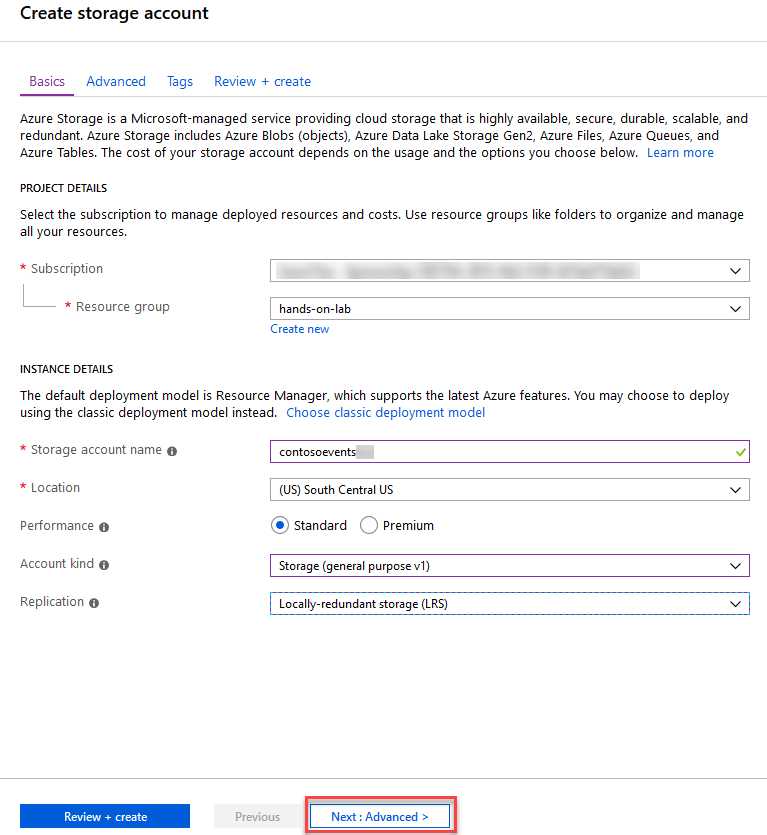 Create storage account
Basics Advanced Tags Review + create
Azure Storage is a Microsoft-managed service providing cloud storage that is highly available, secure, durable, scalable, and
redundant. Azure Storage includes Azure Blobs (objects), Azure Data Lake Storage Gen2, Azure Files, Azure Queues, and
Azure Tables. The cost of your storage account depends on the usage and the options you choose below. Learn more
PROJECT DETAILS
Select the subscription to manage deployed resources and costs. Use resource groups like folders to organize and manage
all your resources.
* Subscription
* Resource group hands-on-lab
Create new
INSTANCE DETAILS
The default deployment model is Resource Manager, which supports the latest Azure features. You may choose to deploy
using the classic deployment model instead. Choose classic deployment model
* Storage account name contosoevents
* Location (US) South Central US
Performance Standard Premium
Account kind Storage (general purpose v1)
Replication Locally-redundant storage (LRS)
Review + create Previous Next : Advanced >